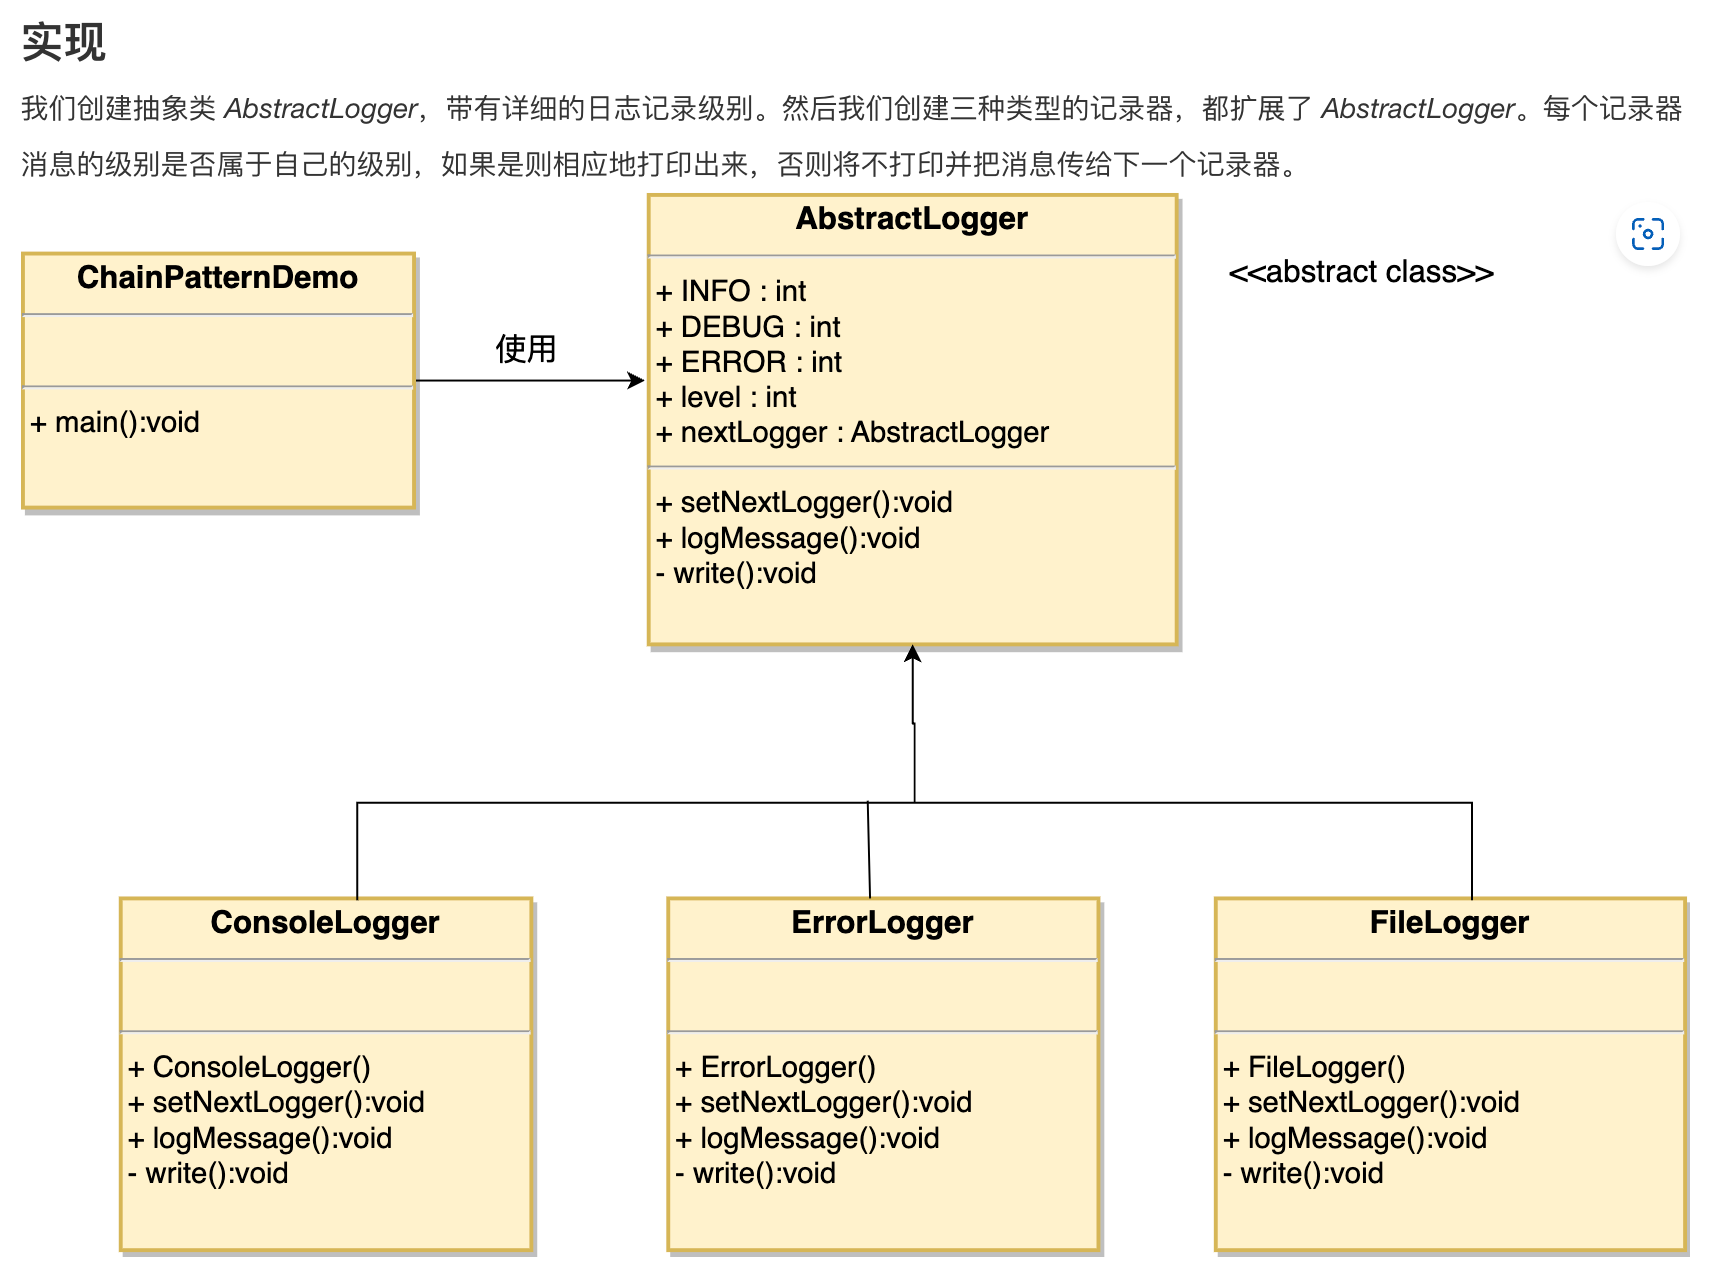 实现
我们创建抽象类 AbstractLogger，带有详细的日志记录级别。然后我们创建三种类型的记录器，都扩展了 AbstractLogger。每个记录器
消息的级别是否属于自己的级别，如果是则相应地打印出来，否则将不打印并把消息传给下一个记录器。
ChainPatternDemo
+ main():void
使用
AbstractLogger
+ INFO : int
+ DEBUG : int
+ ERROR : int
+ level : int
+ nextLogger : AbstractLogger
+ setNextLogger():void
+ logMessage():void
- write():void
<<abstract class>>
ConsoleLogger
+ ConsoleLogger()
+ setNextLogger():void
+ logMessage():void
- write():void
ErrorLogger
+ ErrorLogger()
+ setNextLogger():void
+ logMessage():void
- write():void
FileLogger
+ FileLogger()
+ setNextLogger():void
+ logMessage():void
- write():void